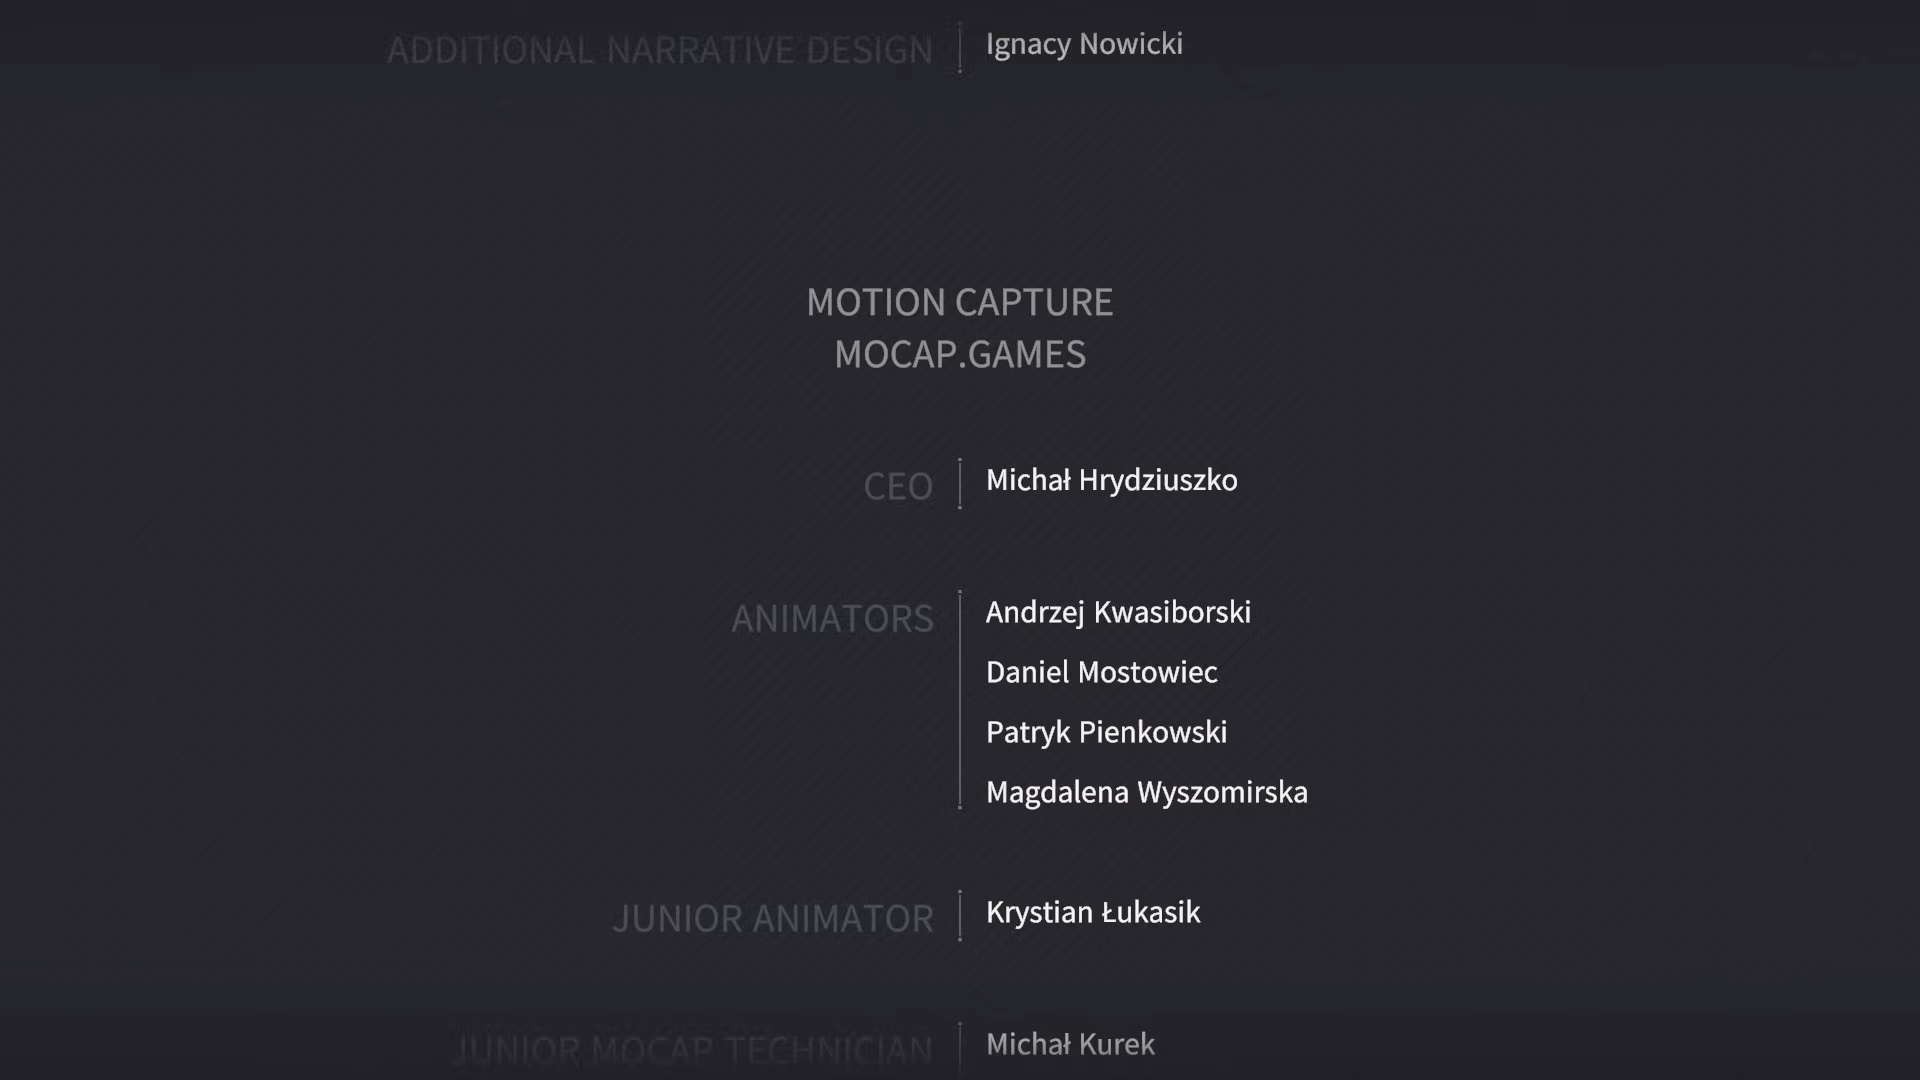 ADDITIONAL NARRATIVE DESIGN Ignacy Nowicki
MOTION CAPTURE
MOCAP.GAMES
CEO Michał Hrydziuszko
ANIMATORS Andrzej Kwasiborski
Daniel Mostowiec
Patryk Pienkowski
Magdalena Wyszomirska
JUNIOR ANIMATOR Krystian Łukasik
JUNIOR MOCAP TECHNICIAN Michał Kurek